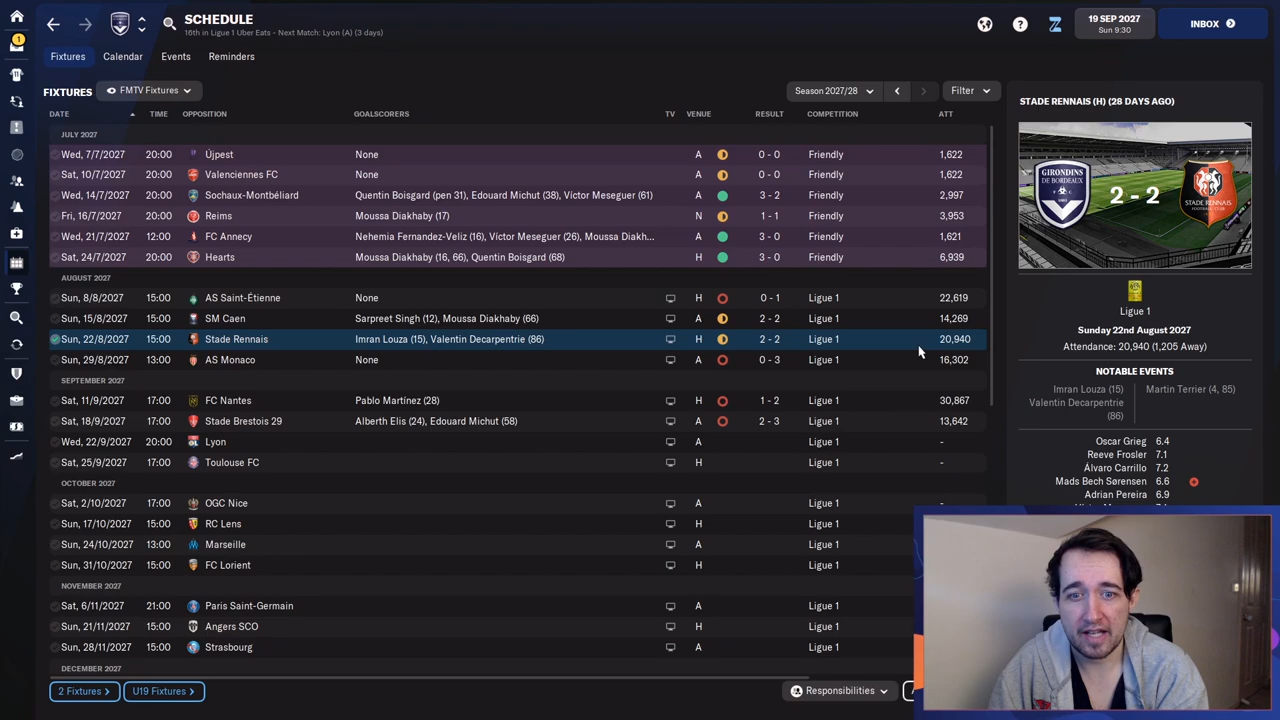 SCHEDULE
16th in Ligue 1 Uber Eats - Next Match: Lyon (A) (3 days)
19 SEP 2027
Sun 9:30
INBOX
1
Fixtures Calendar Events Reminders
FIXTURES FMTV Fixtures Season 2027/28 Filter
DATE TIME OPPOSITION GOALSCORERS TV VENUE RESULT COMPETITION ATT
JULY 2027
Wed, 7/7/2027 20:00 Újpest None A 0 - 0 Friendly 1,622
Sat, 10/7/2027 20:00 Valenciennes FC None A 0 - 0 Friendly 1,622
Wed, 14/7/2027 20:00 Sochaux-Montbéliard Quentin Boisgard (pen 31), Edouard Michut (38), Víctor Meseguer (61) A 3 - 2 Friendly 2,997
Fri, 16/7/2027 20:00 Reims Moussa Diakhaby (17) N 1 - 1 Friendly 3,953
Wed, 21/7/2027 12:00 FC Annecy Nehemia Fernandez-Veliz (16), Víctor Meseguer (26), Moussa Diakh... A 3 - 0 Friendly 1,621
Sat, 24/7/2027 20:00 Hearts Moussa Diakhaby (16, 66), Quentin Boisgard (68) H 3 - 0 Friendly 6,939
AUGUST 2027
Sun, 8/8/2027 15:00 AS Saint-Étienne None H 0 - 1 Ligue 1 22,619
Sun, 15/8/2027 15:00 SM Caen Sarpreet Singh (12), Moussa Diakhaby (66) A 2 - 2 Ligue 1 14,269
Sun, 22/8/2027 15:00 Stade Rennais Imran Louza (15), Valentin Decarpentrie (86) H 2 - 2 Ligue 1 20,940
Sun, 29/8/2027 13:00 AS Monaco None A 0 - 3 Ligue 1 16,302
SEPTEMBER 2027
Sat, 11/9/2027 17:00 FC Nantes Pablo Martínez (28) H 1 - 2 Ligue 1 30,867
Sat, 18/9/2027 17:00 Stade Brestois 29 Alberth Elis (24), Edouard Michut (58) A 2 - 3 Ligue 1 13,642
Wed, 22/9/2027 20:00 Lyon A Ligue 1 -
Sat, 25/9/2027 17:00 Toulouse FC H Ligue 1 -
OCTOBER 2027
Sat, 2/10/2027 17:00 OGC Nice A Ligue 1 -
Sun, 17/10/2027 15:00 RC Lens H Ligue 1
Sun, 24/10/2027 13:00 Marseille A Ligue 1
Sun, 31/10/2027 15:00 FC Lorient H Ligue 1
NOVEMBER 2027
Sat, 6/11/2027 21:00 Paris Saint-Germain A Ligue 1
Sun, 21/11/2027 15:00 Angers SCO H Ligue 1
Sun, 28/11/2027 15:00 Strasbourg A Ligue 1
DECEMBER 2027
2 Fixtures U19 Fixtures Responsibilities
STADE RENNAIS (H) (28 DAYS AGO)
GIRONDINS
DE BORDEAUX
2 - 2
STADE RENNAIS
FOOTBALL CLUB
Ligue 1
Sunday 22nd August 2027
Attendance: 20,940 (1,205 Away)
NOTABLE EVENTS
Imran Louza (15) Martin Terrier (4, 85)
Valentin Decarpentrie
(86)
Oscar Grieg 6.4
Reeve Frosler 7.1
Álvaro Carrillo 7.2
Mads Bech Sørensen 6.6
Adrian Pereira 6.9